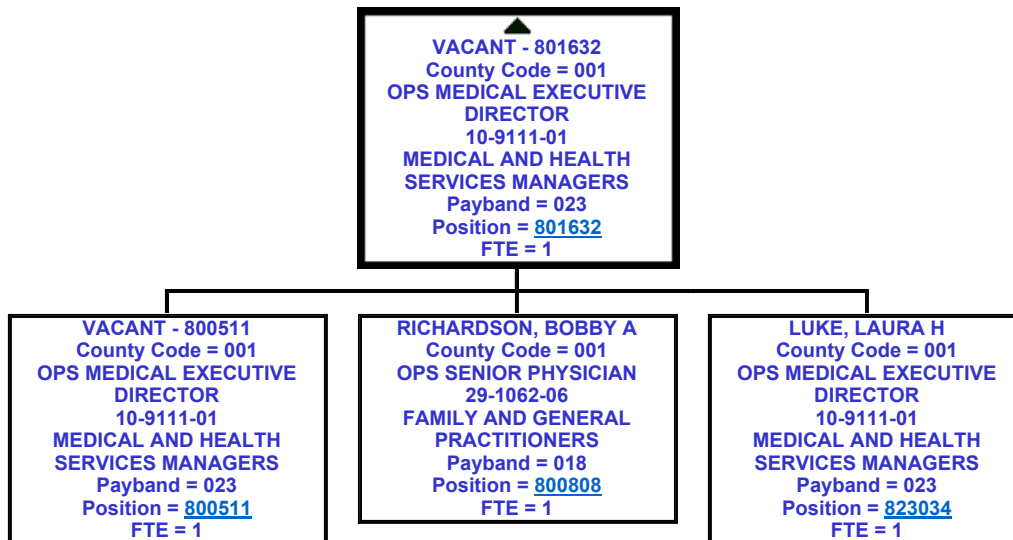 VACANT - 801632
County Code = 001
OPS MEDICAL EXECUTIVE
DIRECTOR
10-9111-01
MEDICAL AND HEALTH
SERVICES MANAGERS
Payband = 023
Position = 801632
FTE = 1
VACANT - 800511
County Code = 001
OPS MEDICAL EXECUTIVE
DIRECTOR
10-9111-01
MEDICAL AND HEALTH
SERVICES MANAGERS
Payband = 023
Position = 800511
FTE = 1
RICHARDSON, BOBBY A
County Code = 001
OPS SENIOR PHYSICIAN
29-1062-06
FAMILY AND GENERAL
PRACTITIONERS
Payband = 018
Position = 800808
FTE = 1
LUKE, LAURA H
County Code = 001
OPS MEDICAL EXECUTIVE
DIRECTOR
10-9111-01
MEDICAL AND HEALTH
SERVICES MANAGERS
Payband = 023
Position = 823034
FTE = 1